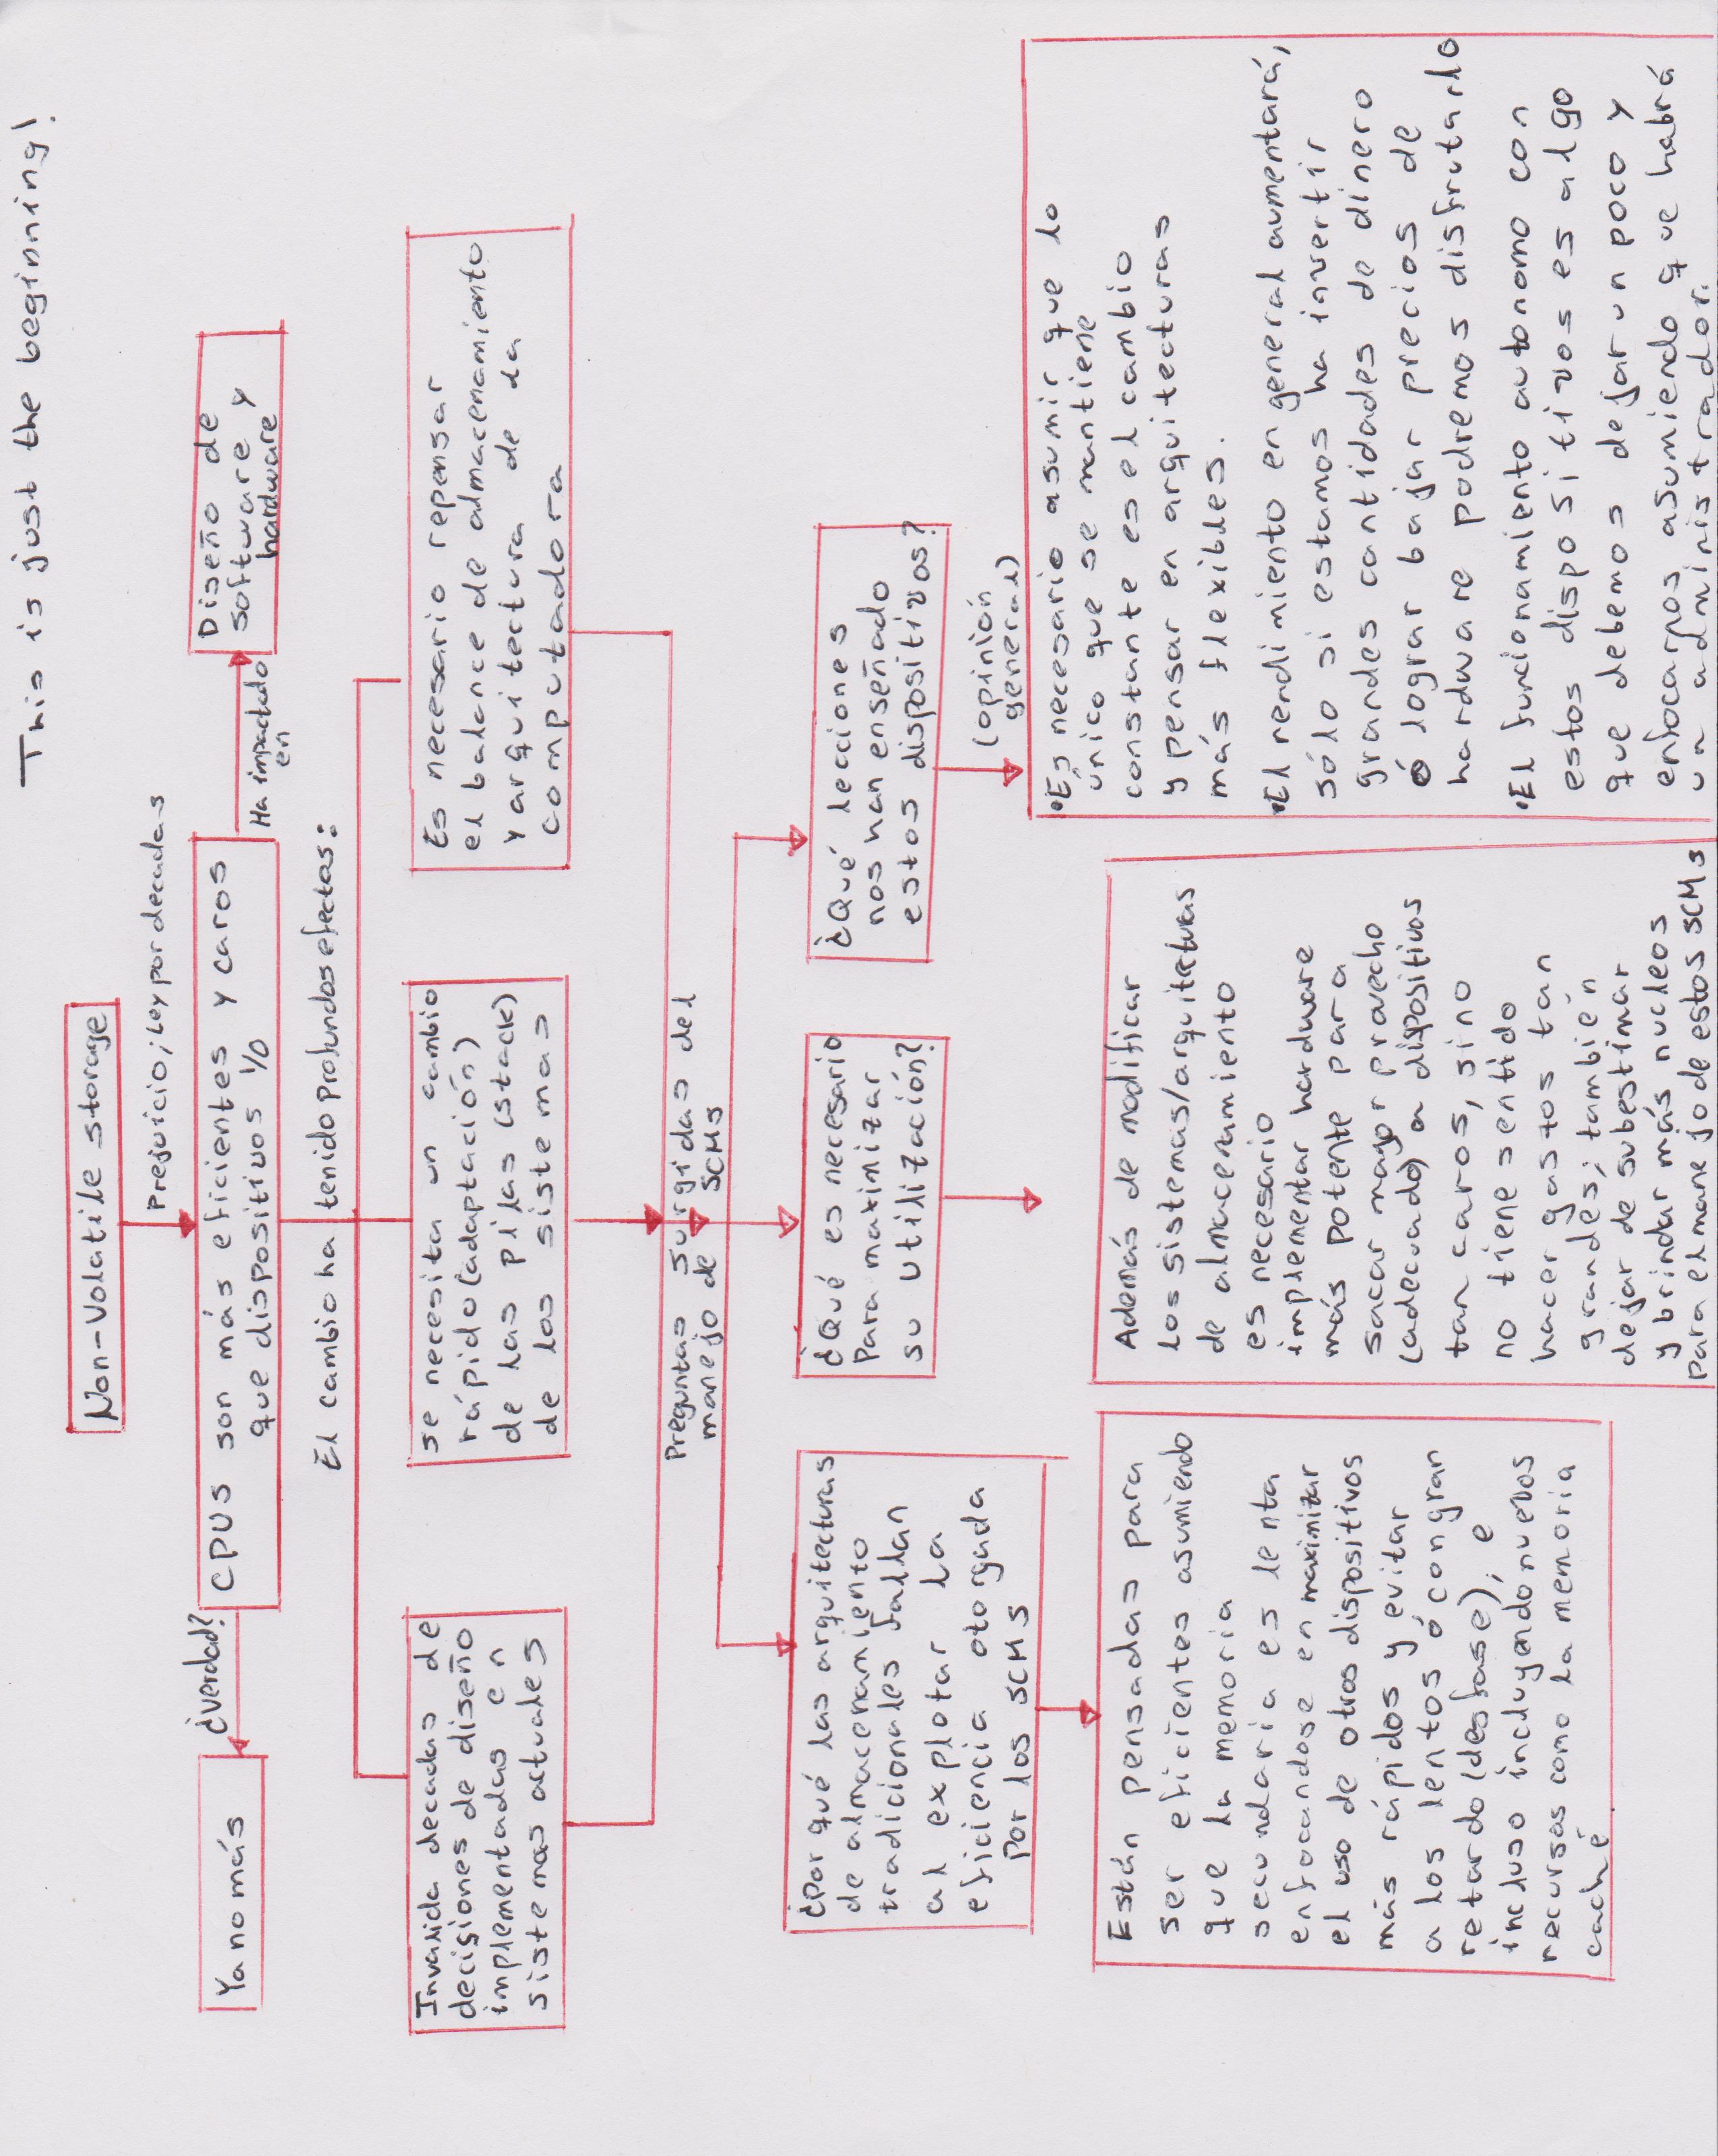 This is just the beginning!
Non-Volatile storage
Prejuicio; Ley por decadas
CPUS son más eficientes y caros
que dispositivos I/O
¿verdad?
Ya no más
Ha impactado
en
Diseño de
software y
hardware
El cambio ha tenido profundos efectos:
Invalida decadas de
decisiones de diseño
implementadas en
sistemas actuales
se necesita un cambio
rápido (adaptación)
de las pilas (stack)
de los sistemas
Es necesario repensar
el balance de almacenamiento
y arquitectura de la
computadora
Preguntas surgidas del
manejo de SCMs
¿Por qué las arquitecturas
de almacenamiento
tradicionales fallan
al explotar la
eficiencia otorgada
por los SCMs
Están pensadas para
ser eficientes asumiendo
que la memoria
secundaria es lenta
enfocandose en maximizar
el uso de otros dispositivos
más rápidos y evitar
a los lentos ó con gran
retardo (desfase); e
incluso incluyendo nuevos
recursos como la memoria
caché
¿Qué es necesario
para maximizar
su utilización?
Además de modificar
los sistemas/arquitecturas
de almacenamiento
es necesario
implementar hardware
más potente para
sacar mayor provecho
(adecuado) a dispositivos
tan caros, sino
no tiene sentido
hacer gastos tan
grandes; también
dejar de subestimar
y brindar más nucleos
para el manejo de estos SCMs
¿Qué lecciones
nos han enseñado
estos dispositivos?
(opinión
general)
•Es necesario asumir que lo
único que se mantiene
constante es el cambio
y pensar en arquitecturas
más flexibles.
•El rendimiento en general aumentará,
sólo si estamos ha invertir
grandes cantidades de dinero
ó lograr bajar precios de
hardware podremos disfrutarlo
•El funcionamiento autonomo con
estos dispositivos es algo
que debemos dejar un poco y
enfocarnos asumiendo que habrá
un administrador.